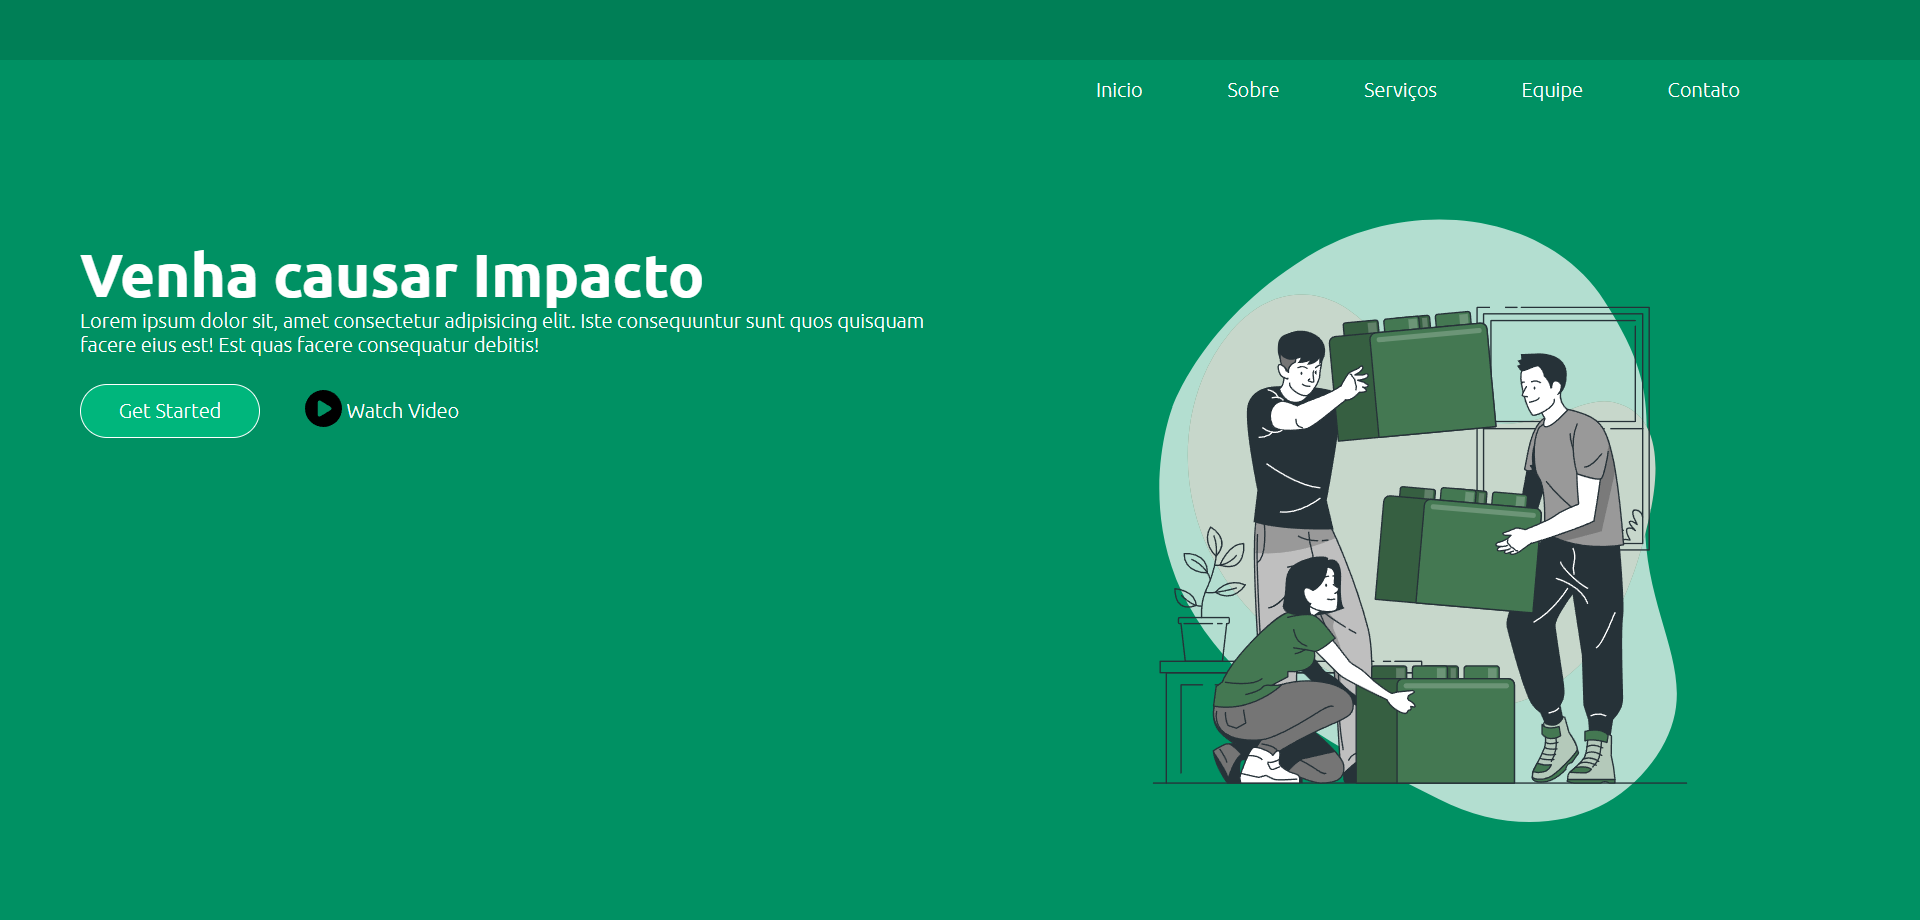 Inicio Sobre Serviços Equipe Contato
Venha causar Impacto
Lorem ipsum dolor sit, amet consectetur adipisicing elit. Iste consequuntur sunt quos quisquam
facere eius est! Est quas facere consequatur debitis!
Get Started Watch Video